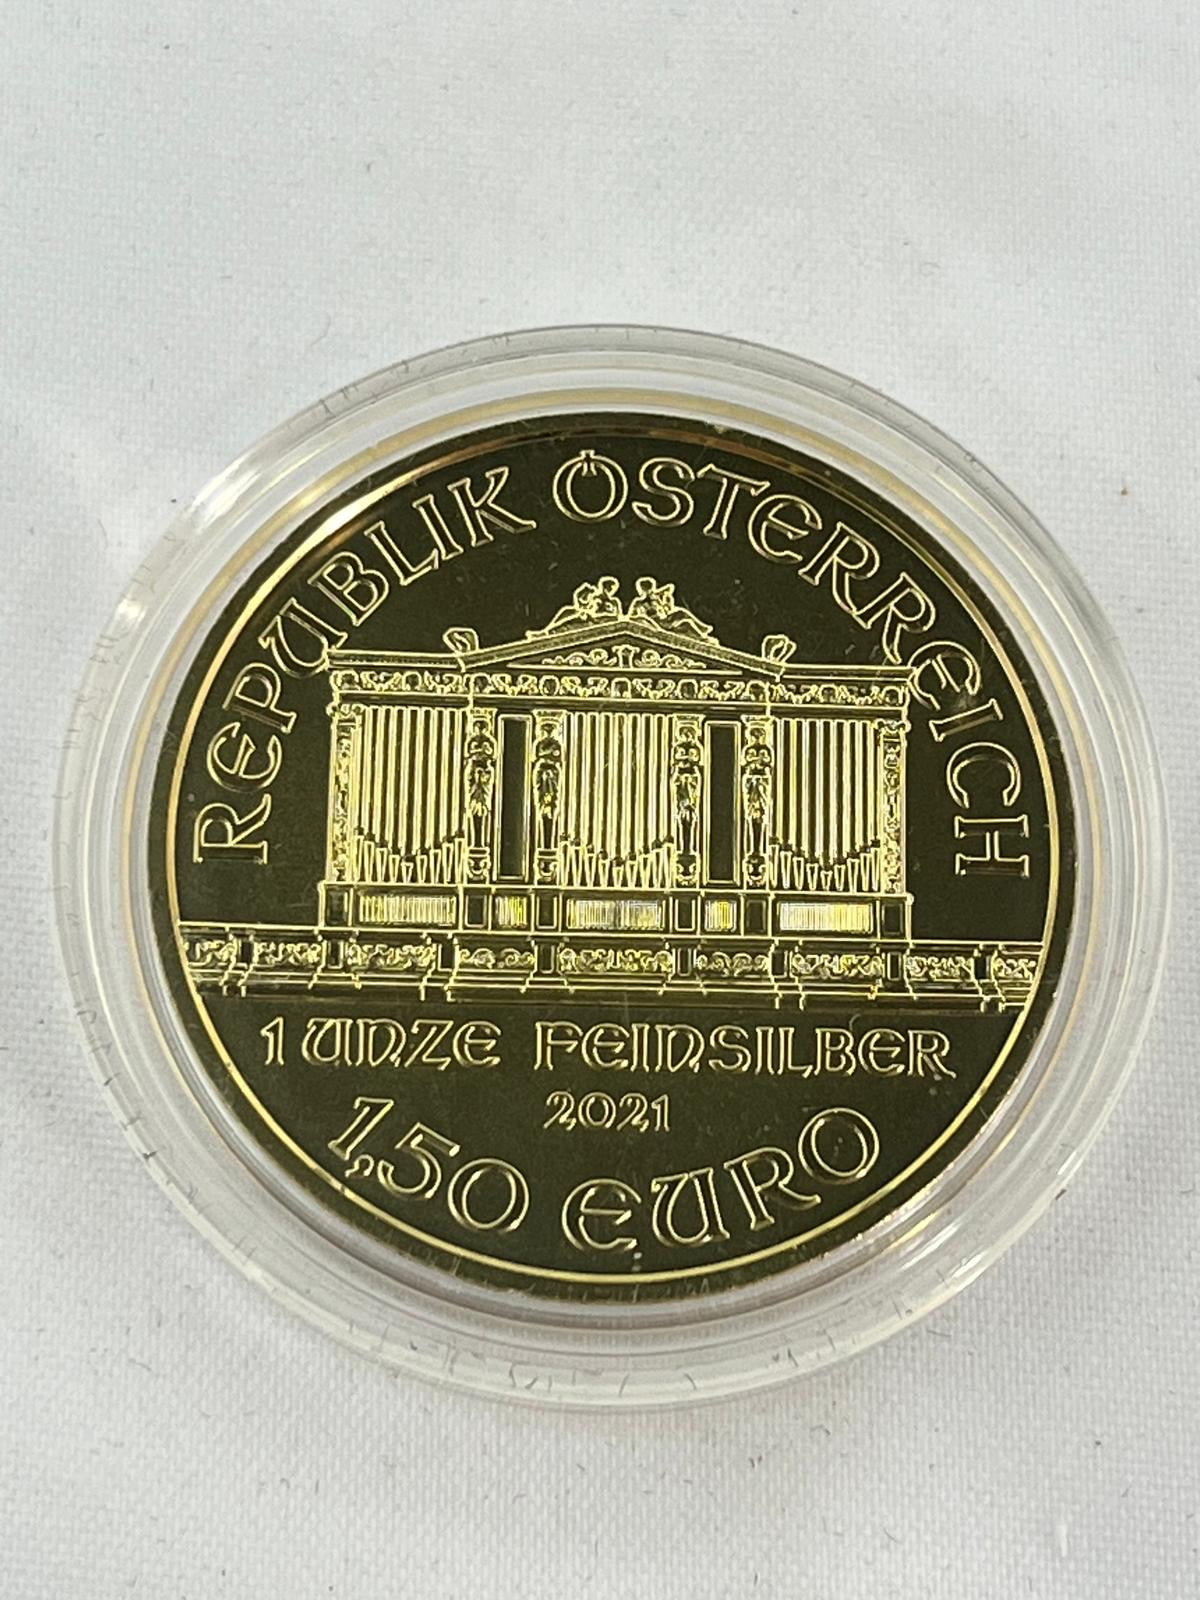 REPUBLIK ÖSTERREICH
1 UNZE FEINSILBER
2021
1,50 EURO